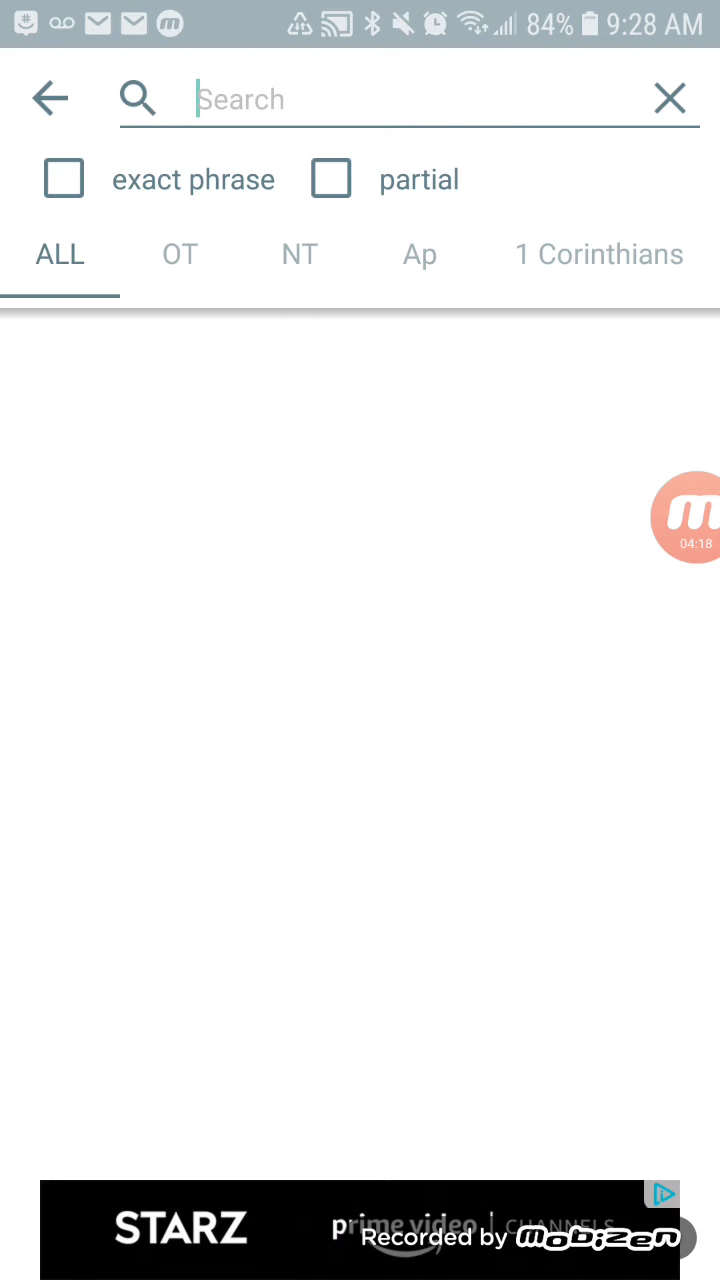 84% 9:28 AM
Search
exact phrase partial
ALL OT NT Ap 1 Corinthians
m
04:18
STARZ prime video | CHANNELS
Recorded by mobizen